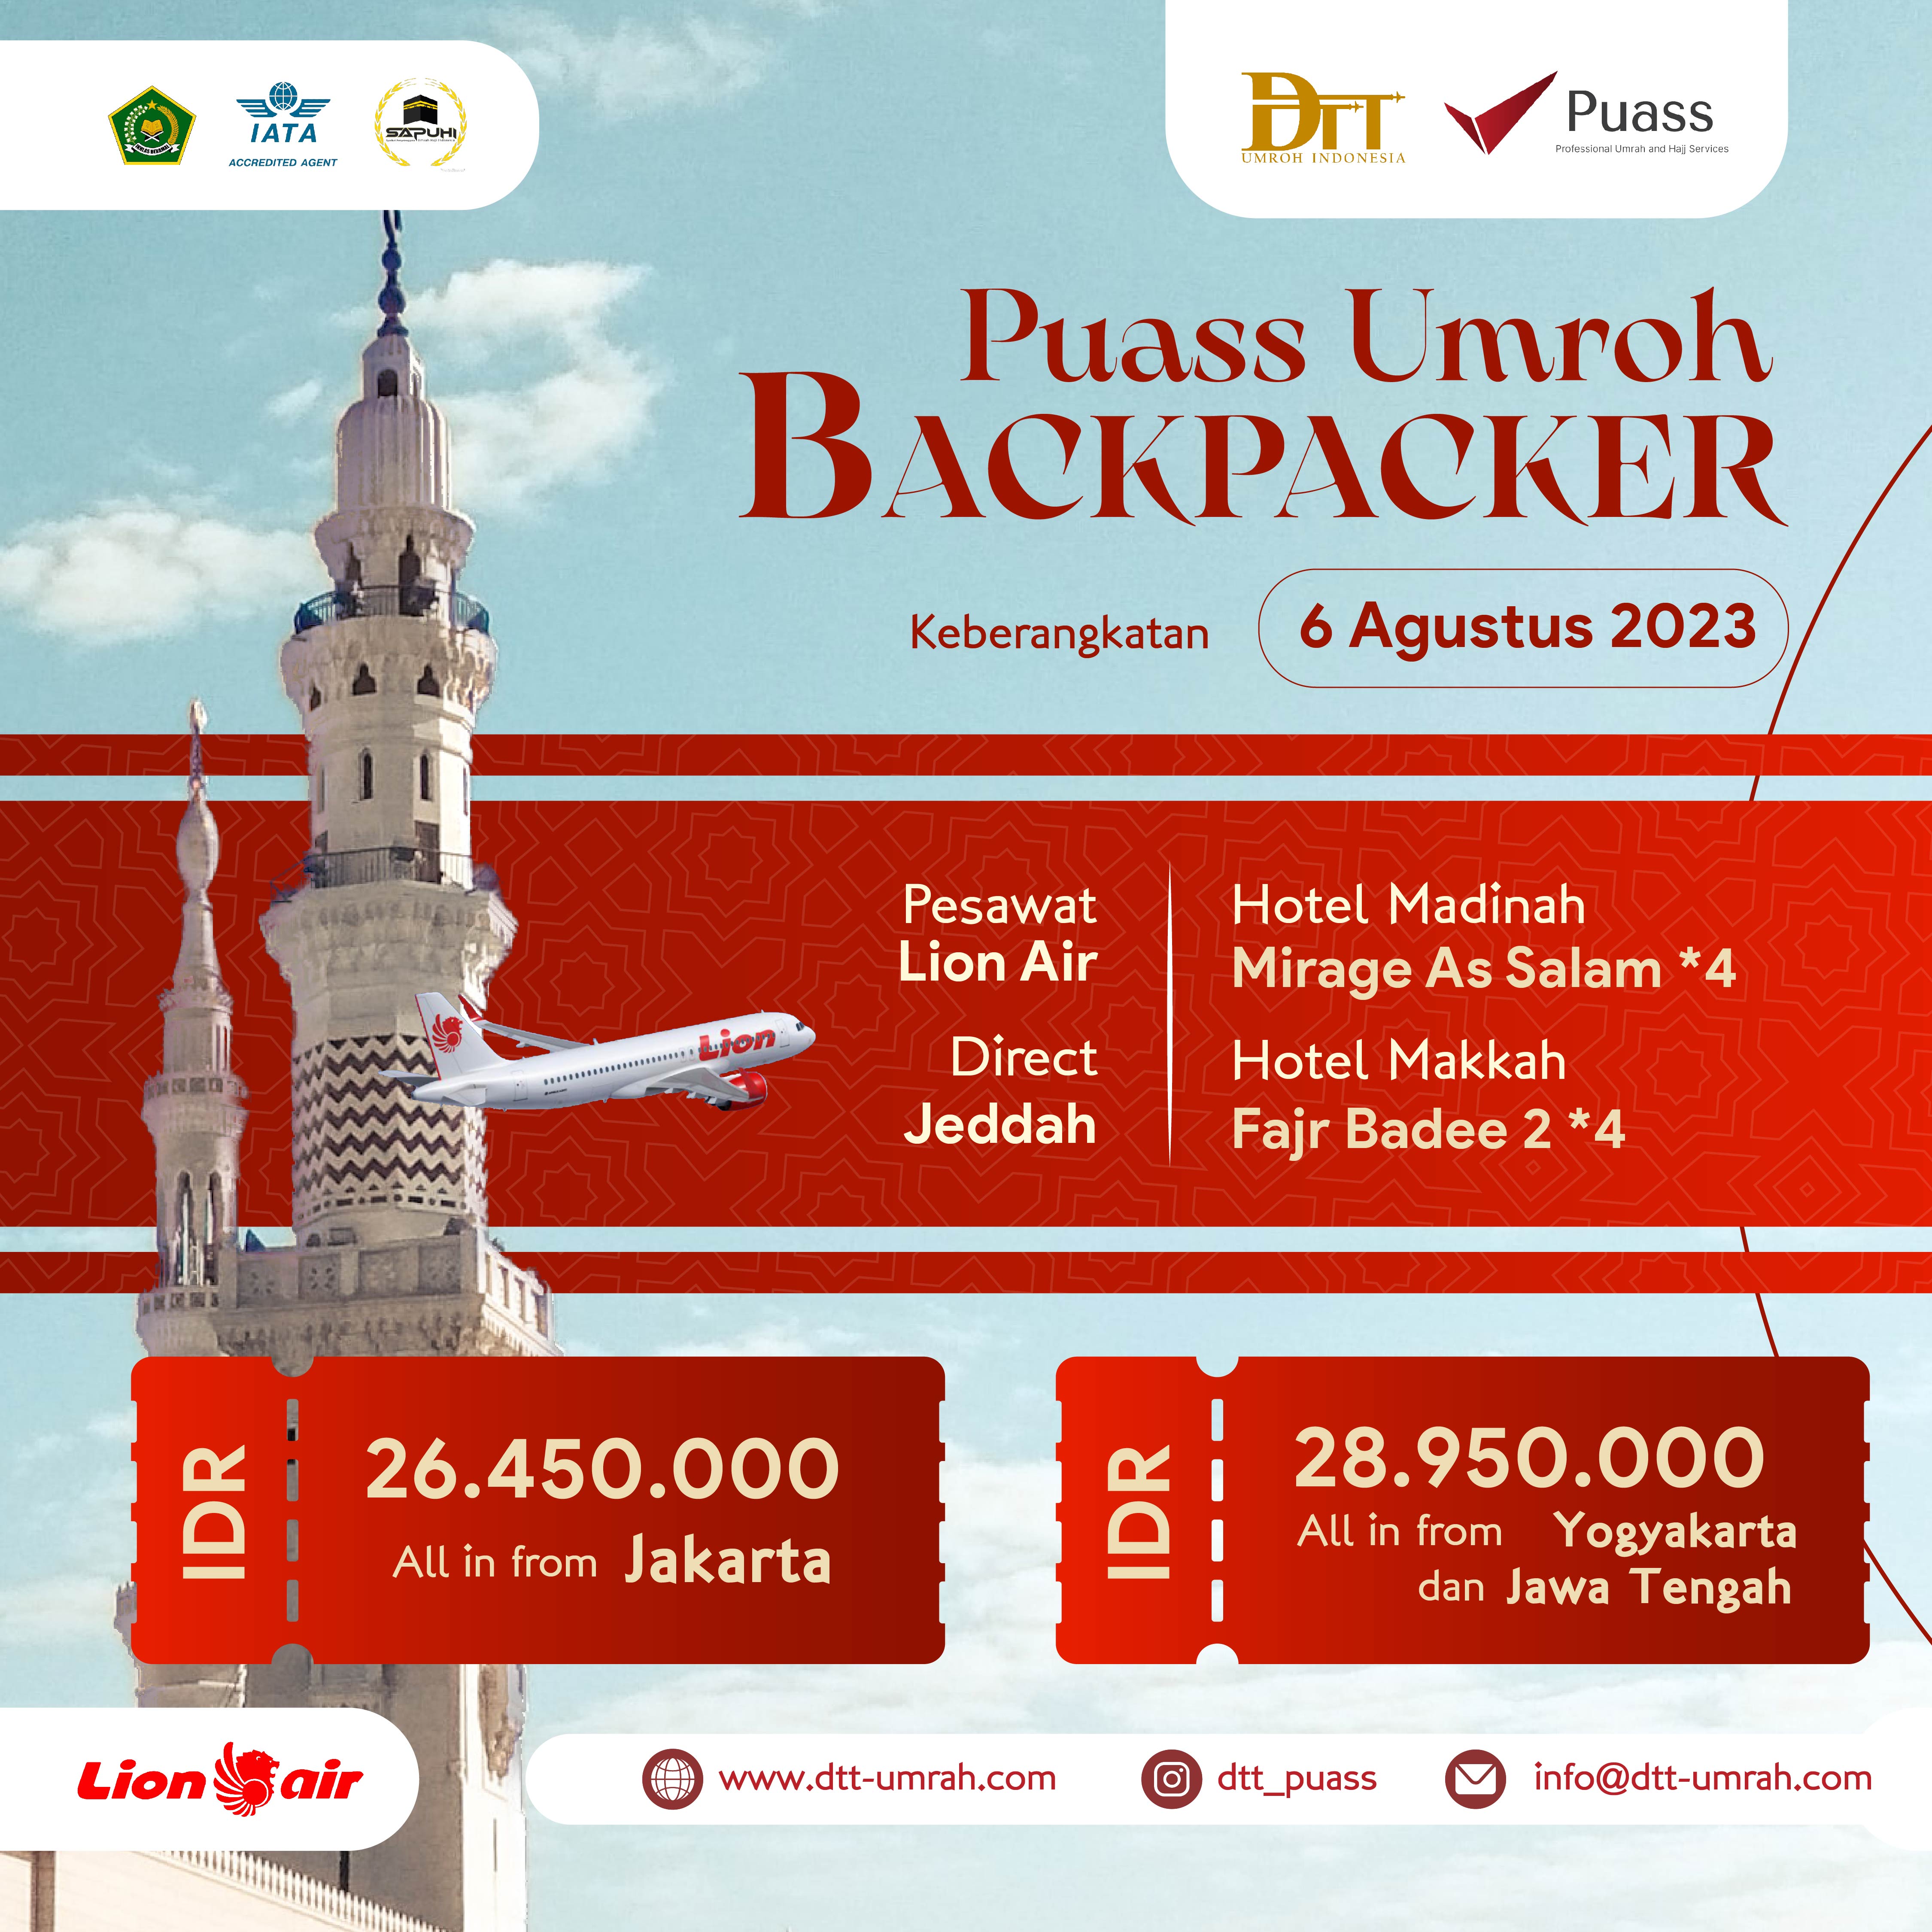 IKHLAS BERAMAL
IATA
ACCREDITED AGENT
SAPUHI
DTT
UMROH INDONESIA
Puass
Professional Umrah and Hajj Services
Puass Umroh
BACKPACKER
Keberangkatan 6 Agustus 2023
Pesawat
Lion Air
Direct
Jeddah
Hotel Madinah
Mirage As Salam *4
Hotel Makkah
Fajr Badee 2 *4
Lion
IDR
26.450.000
All in from Jakarta
IDR
28.950.000
All in from Yogyakarta
dan Jawa Tengah
Lion air
www.dtt-umrah.com
dtt_puass
info@dtt-umrah.com